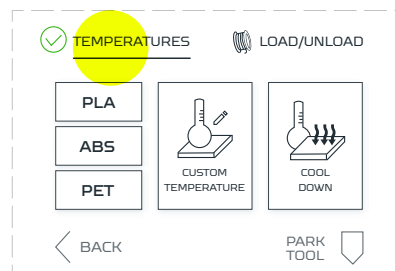 TEMPERATURES
LOAD/UNLOAD
PLA
ABS
PET
CUSTOM
TEMPERATURE
COOL
DOWN
BACK
PARK
TOOL